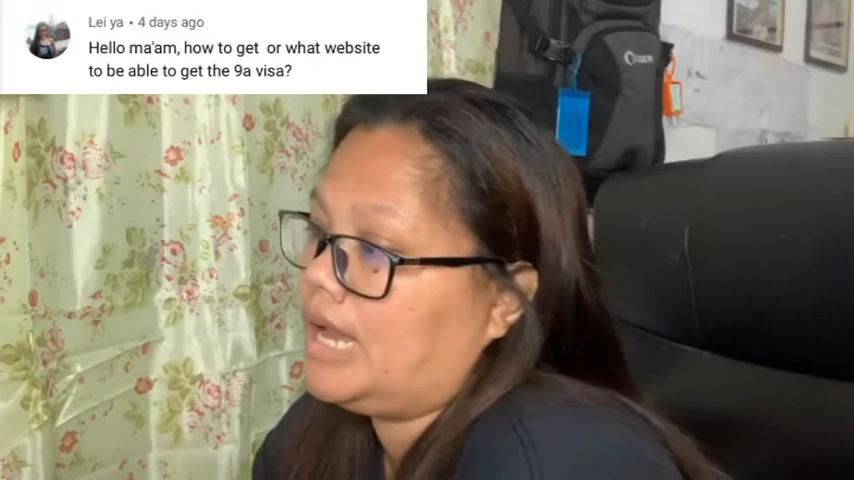 Lei ya • 4 days ago
Hello ma'am, how to get or what website
to be able to get the 9a visa?